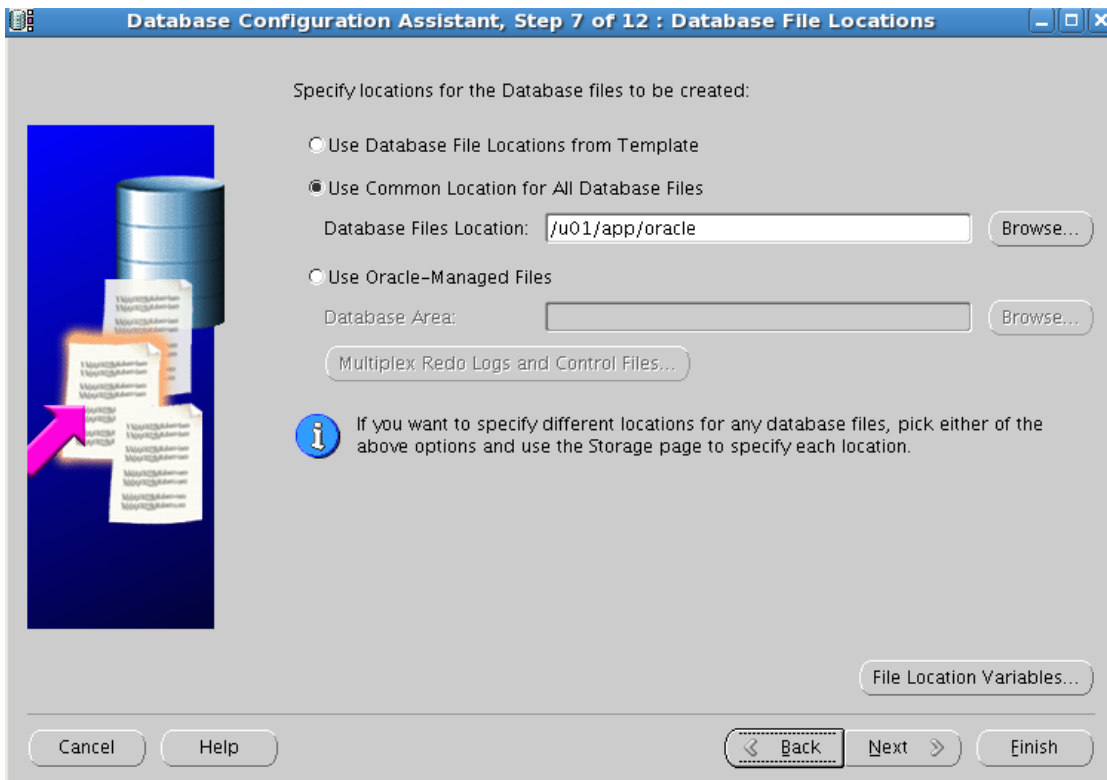 Database Configuration Assistant, Step 7 of 12 : Database File Locations
Specify locations for the Database files to be created:
Use Database File Locations from Template
Use Common Location for All Database Files
Database Files Location: /u01/app/oracle Browse...
Use Oracle-Managed Files
Database Area: Browse...
Multiplex Redo Logs and Control Files...
If you want to specify different locations for any database files, pick either of the
above options and use the Storage page to specify each location.
File Location Variables...
Cancel Help Back Next Finish